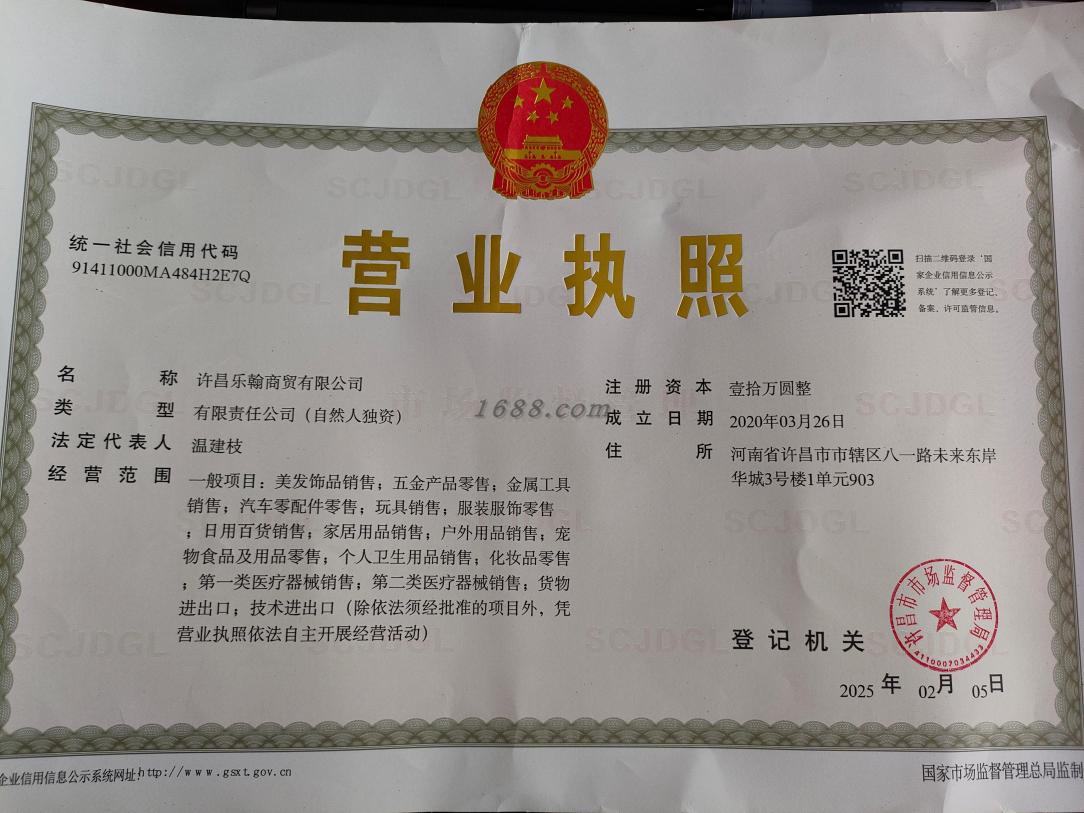 统一社会信用代码
91411000MA484H2E7Q
营业执照
扫描二维码登录‘国
家企业信用信息公示
系统’了解更多登记、
备案、许可监管信息。
名称 许昌乐翰商贸有限公司
类型 有限责任公司（自然人独资）
法定代表人 温建枝
经营范围 一般项目：美发饰品销售；五金产品零售；金属工具
销售；汽车零配件零售；玩具销售；服装服饰零售
；日用百货销售；家居用品销售；户外用品销售；宠
物食品及用品零售；个人卫生用品销售；化妆品零售
；第一类医疗器械销售；第二类医疗器械销售；货物
进出口；技术进出口（除依法须经批准的项目外，凭
营业执照依法自主开展经营活动）
注册资本 壹拾万圆整
成立日期 2020年03月26日
住所 河南省许昌市市辖区八一路未来东岸
华城3号楼1单元903
1688.com
SCJDGL
登记机关
许昌市市场监督管理局
4110007034433
2025年02月05日
企业信用信息公示系统网址:http://www.gsxt.gov.cn
国家市场监督管理总局监制